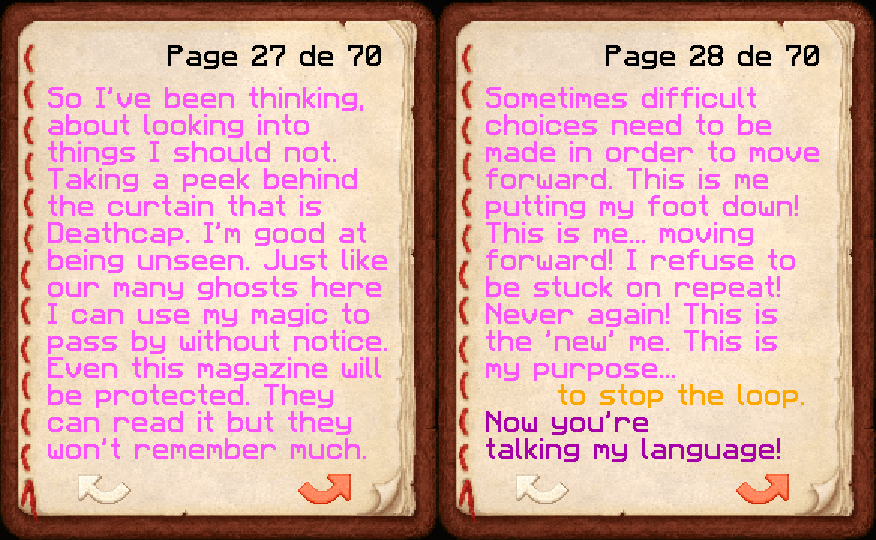 Page 27 de 70
So I've been thinking,
about looking into
things I should not.
Taking a peek behind
the curtain that is
Deathcap. I'm good at
being unseen. Just like
our many ghosts here
I can use my magic to
pass by without notice.
Even this magazine will
be protected. They
can read it but they
won't remember much.
Page 28 de 70
Sometimes difficult
choices need to be
made in order to move
forward. This is me
putting my foot down!
This is me... moving
forward! I refuse to
be stuck on repeat!
Never again! This is
the 'new' me. This is
my purpose...
to stop the loop.
Now you're
talking my language!